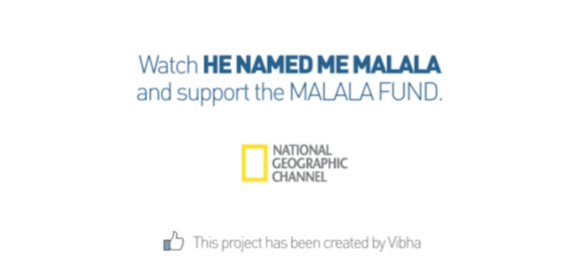 Watch HE NAMED ME MALALA
and support the MALALA FUND.
NATIONAL
GEOGRAPHIC
CHANNEL
This project has been created by Vibha